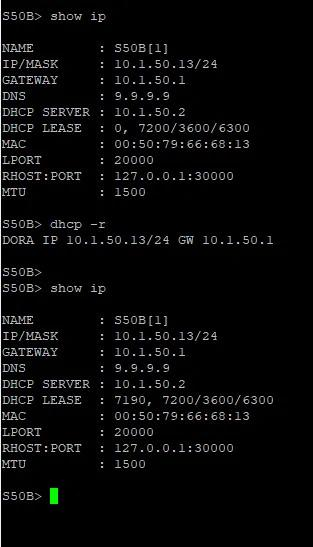 S50B> show ip
NAME        : S50B[1]
IP/MASK     : 10.1.50.13/24
GATEWAY     : 10.1.50.1
DNS         : 9.9.9.9
DHCP SERVER : 10.1.50.2
DHCP LEASE  : 0, 7200/3600/6300
MAC         : 00:50:79:66:68:13
LPORT       : 20000
RHOST:PORT  : 127.0.0.1:30000
MTU         : 1500
S50B> dhcp -r
DORA IP 10.1.50.13/24 GW 10.1.50.1
S50B>
S50B> show ip
NAME        : S50B[1]
IP/MASK     : 10.1.50.13/24
GATEWAY     : 10.1.50.1
DNS         : 9.9.9.9
DHCP SERVER : 10.1.50.2
DHCP LEASE  : 7190, 7200/3600/6300
MAC         : 00:50:79:66:68:13
LPORT       : 20000
RHOST:PORT  : 127.0.0.1:30000
MTU         : 1500
S50B>